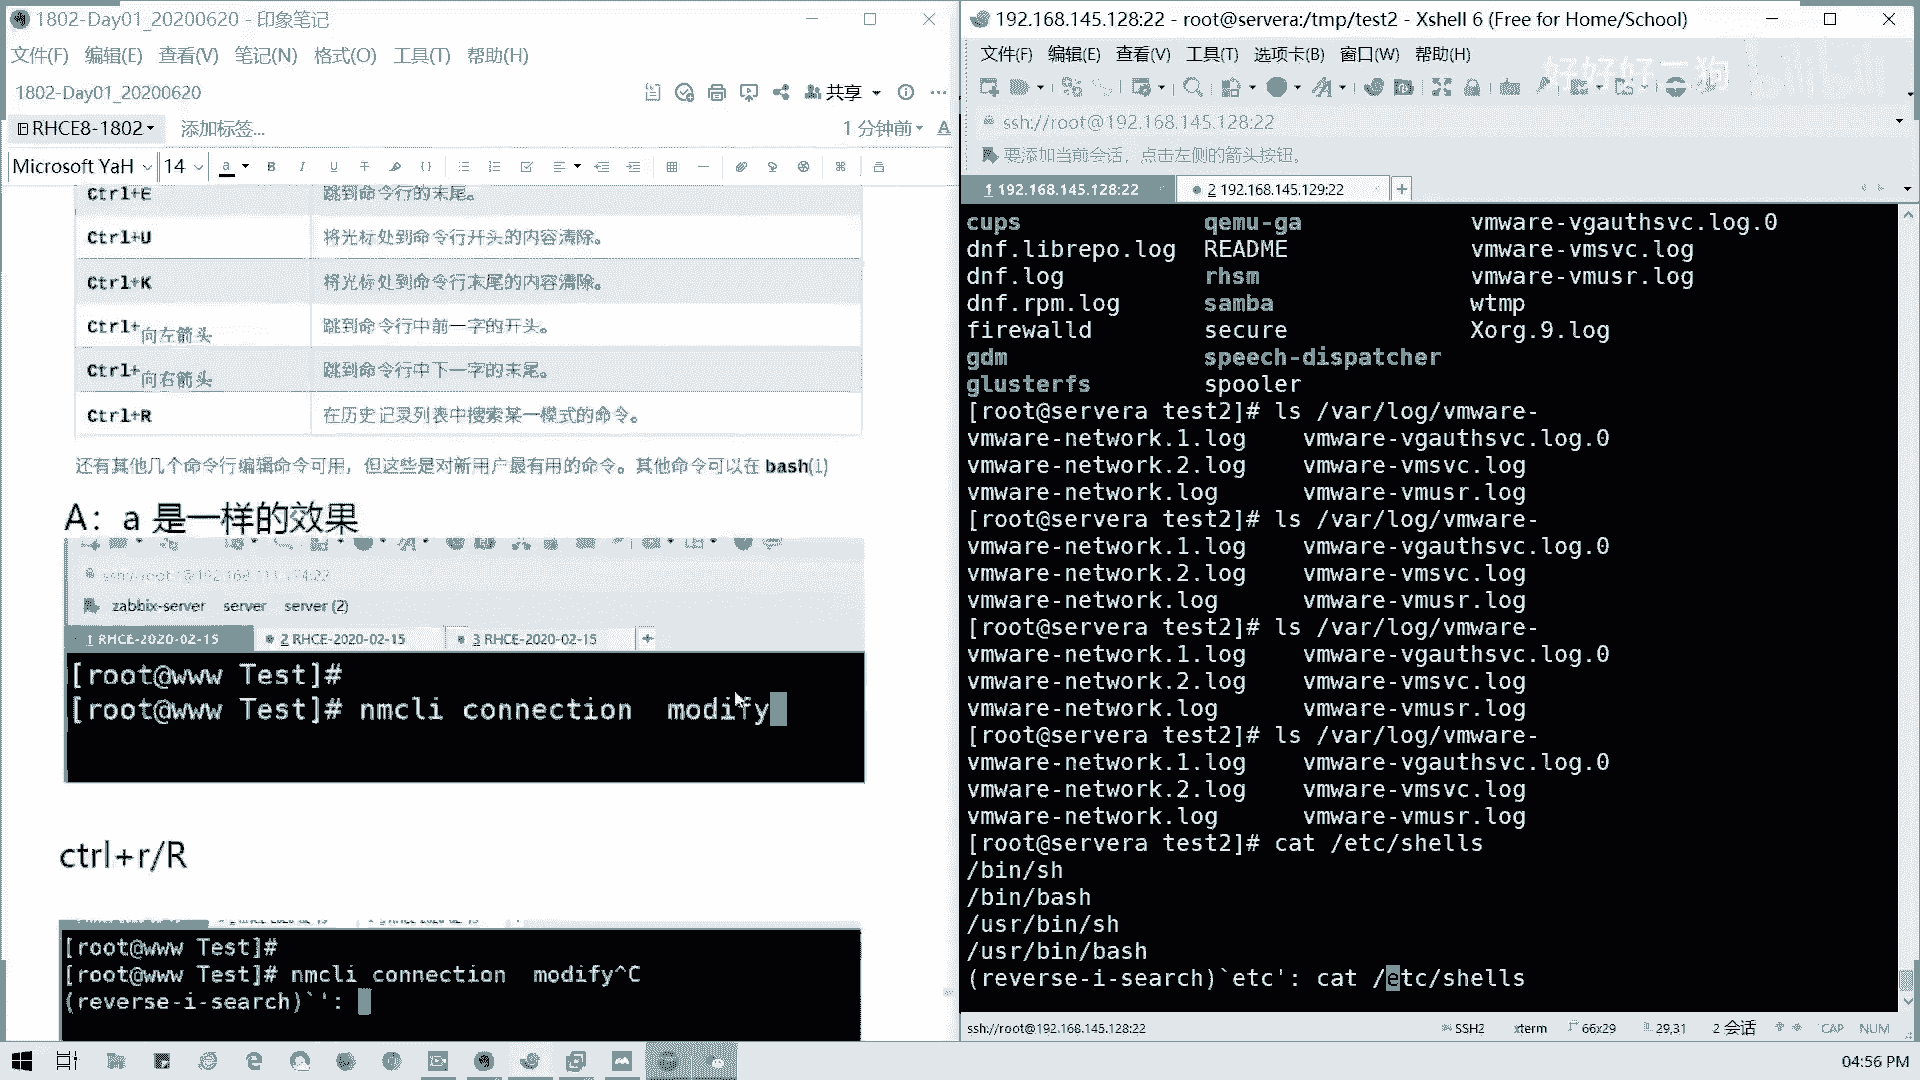 1802-Day01_20200620 - 印象笔记
文件(F) 编辑(E) 查看(V) 笔记(N) 格式(O) 工具(T) 帮助(H)
1802-Day01_20200620
共享
RHCE8-1802 添加标签...
1 分钟前
Microsoft YaH 14
Ctrl+E 跳到命令行的末尾。
Ctrl+U 将光标处到命令行开头的内容清除。
Ctrl+K 将光标处到命令行末尾的内容清除。
Ctrl+向左箭头 跳到命令行中前一字的开头。
Ctrl+向右箭头 跳到命令行中下一字的末尾。
Ctrl+R 在历史记录列表中搜索某一模式的命令。
还有其他几个命令行编辑命令可用，但这些是对新用户最有用的命令。其他命令可以在 bash(1)
A：a 是一样的效果
zabbix-server server server (2)
1 RHCE-2020-02-15 2 RHCE-2020-02-15 3 RHCE-2020-02-15
[root@www Test]#
[root@www Test]# nmcli connection  modify
ctrl+r/R
[root@www Test]#
[root@www Test]# nmcli connection  modify^C
(reverse-i-search)`':
192.168.145.128:22 - root@servera:/tmp/test2 - Xshell 6 (Free for Home/School)
文件(F) 编辑(E) 查看(V) 工具(T) 选项卡(B) 窗口(W) 帮助(H)
好好好二狗
ssh://root@192.168.145.128:22
要添加当前会话，点击左侧的箭头按钮。
1 192.168.145.128:22 2 192.168.145.129:22
cups qemu-ga vmware-vgauthsvc.log.0
dnf.librepo.log README vmware-vmsvc.log
dnf.log rhsm vmware-vmusr.log
dnf.rpm.log samba wtmp
firewalld secure Xorg.9.log
gdm speech-dispatcher
glusterfs spooler
[root@servera test2]# ls /var/log/vmware-
vmware-network.1.log vmware-vgauthsvc.log.0
vmware-network.2.log vmware-vmsvc.log
vmware-network.log vmware-vmusr.log
[root@servera test2]# ls /var/log/vmware-
vmware-network.1.log vmware-vgauthsvc.log.0
vmware-network.2.log vmware-vmsvc.log
vmware-network.log vmware-vmusr.log
[root@servera test2]# ls /var/log/vmware-
vmware-network.1.log vmware-vgauthsvc.log.0
vmware-network.2.log vmware-vmsvc.log
vmware-network.log vmware-vmusr.log
[root@servera test2]# ls /var/log/vmware-
vmware-network.1.log vmware-vgauthsvc.log.0
vmware-network.2.log vmware-vmsvc.log
vmware-network.log vmware-vmusr.log
[root@servera test2]# cat /etc/shells
/bin/sh
/bin/bash
/usr/bin/sh
/usr/bin/bash
(reverse-i-search)`etc': cat /etc/shells
ssh://root@192.168.145.128:22 SSH2 xterm 66x29 29,31 2 会话 CAP NUM
04:56 PM